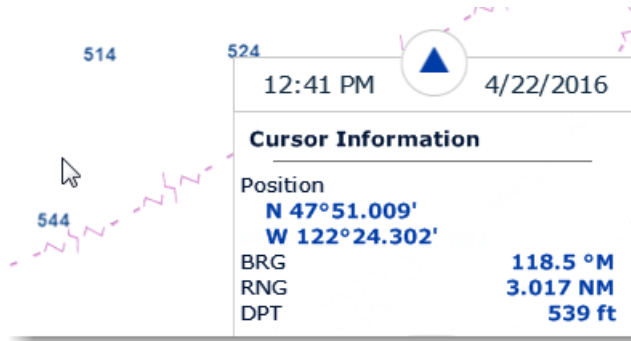 514
524
12:41 PM 4/22/2016
Cursor Information
Position
N 47°51.009'
W 122°24.302'
544
BRG 118.5 °M
RNG 3.017 NM
DPT 539 ft